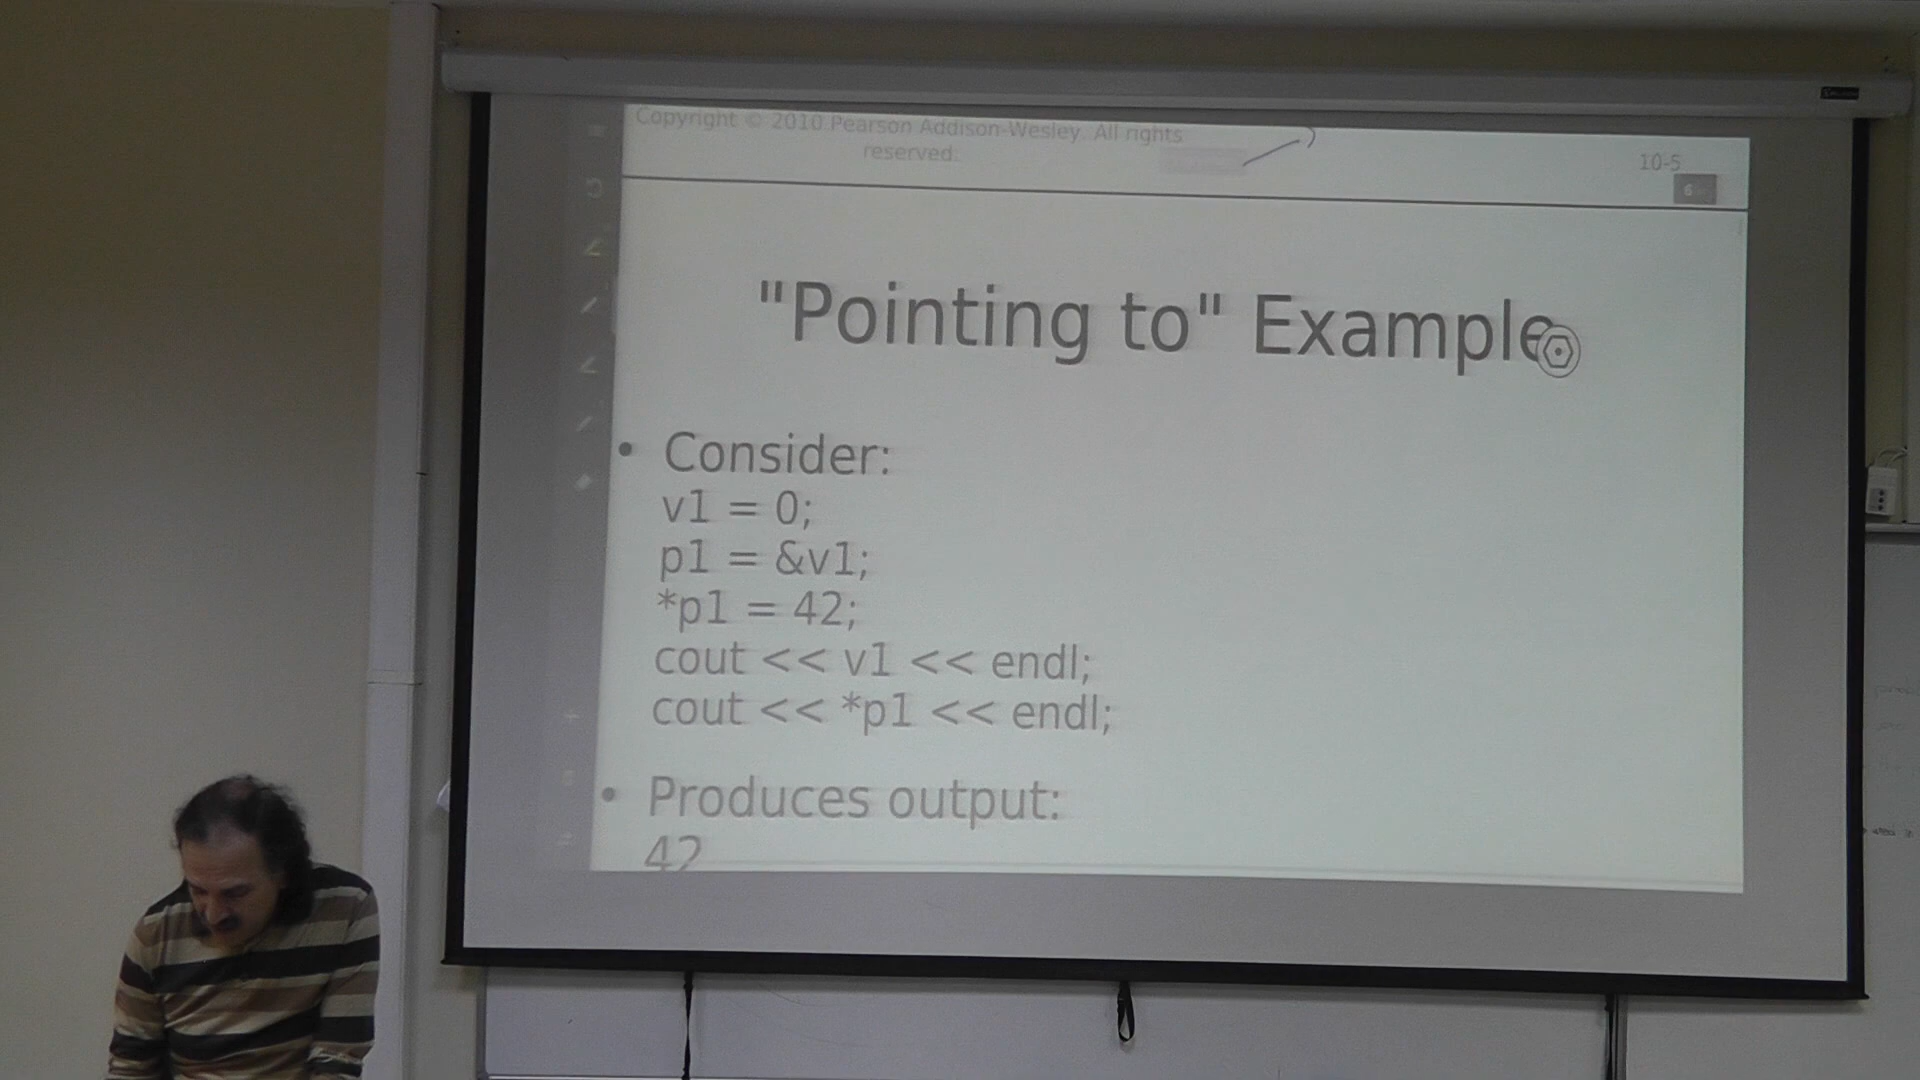 Copyright © 2010 Pearson Addison-Wesley. All rights
reserved.
10-5
6
"Pointing to" Example
• Consider:
v1 = 0;
p1 = &v1;
*p1 = 42;
cout << v1 << endl;
cout << *p1 << endl;
• Produces output:
42